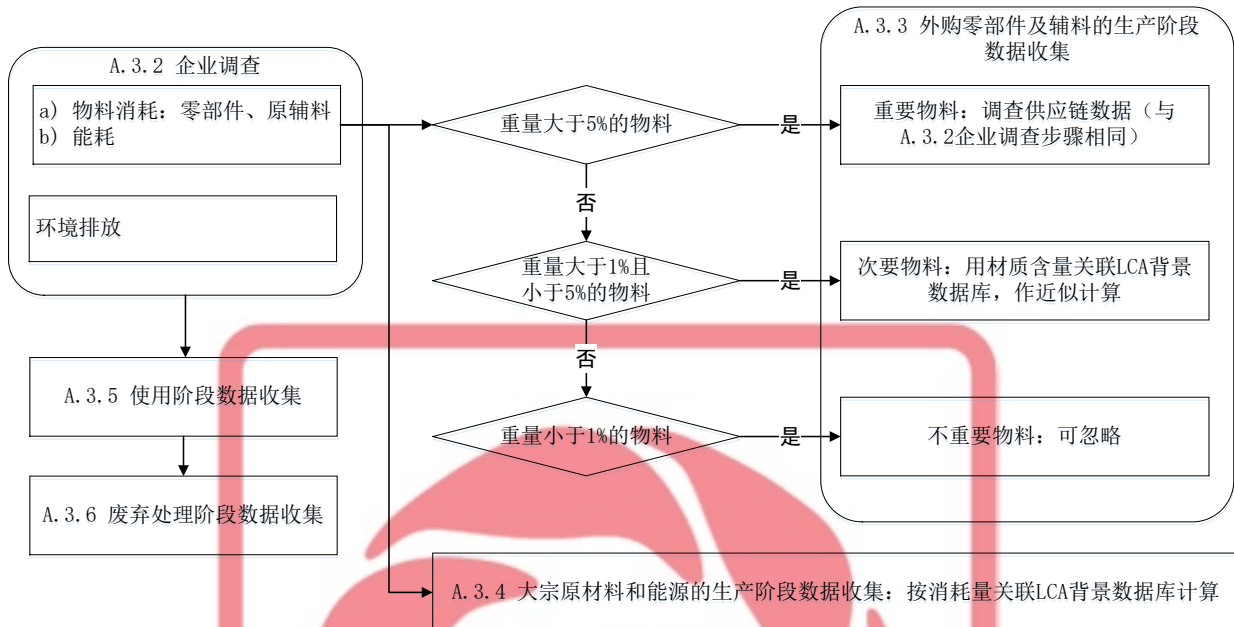 A.3.2 企业调查
a) 物料消耗：零部件、原辅料
b) 能耗
环境排放
A.3.5 使用阶段数据收集
A.3.6 废弃处理阶段数据收集
重量大于5%的物料
是
否
重量大于1%且
小于5%的物料
是
否
重量小于1%的物料
是
A.3.3 外购零部件及辅料的生产阶段
数据收集
重要物料：调查供应链数据（与
A.3.2企业调查步骤相同）
次要物料：用材质含量关联LCA背景
数据库，作近似计算
不重要物料：可忽略
A.3.4 大宗原材料和能源的生产阶段数据收集：按消耗量关联LCA背景数据库计算